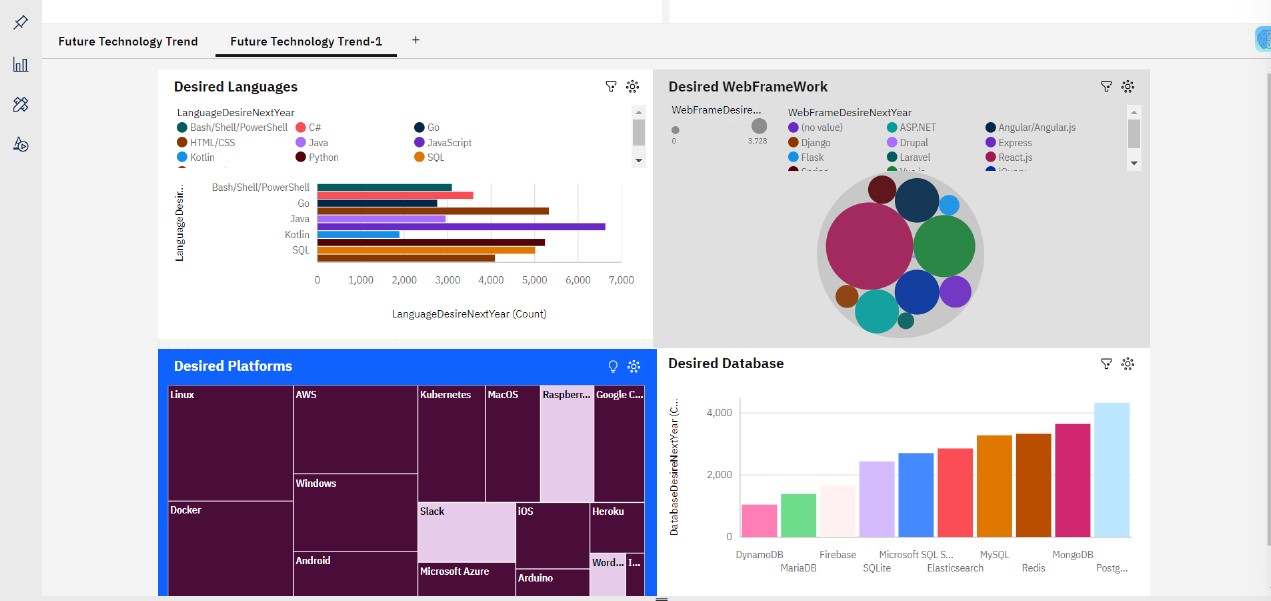 Future Technology Trend
Future Technology Trend-1
+
Desired Languages
LanguageDesireNextYear
Bash/Shell/PowerShell C# Go
HTML/CSS Java JavaScript
Kotlin Python SQL
LanguageDesir...
Bash/Shell/PowerShell
Go
Java
Kotlin
SQL
0 1,000 2,000 3,000 4,000 5,000 6,000 7,000
LanguageDesireNextYear (Count)
Desired WebFrameWork
WebFrameDesire...
0 3,728
WebFrameDesireNextYear
(no value) ASP.NET Angular/Angular.js
Django Drupal Express
Flask Laravel React.js
Spring Vue.js jQuery
Desired Platforms
Linux AWS Kubernetes MacOS Raspberr... Google C...
Windows
Docker Slack iOS Heroku
Android Word... I...
Microsoft Azure Arduino
Desired Database
DatabaseDesireNextYear (C...
4,000
2,000
0
DynamoDB Firebase Microsoft SQL S... MySQL MongoDB
MariaDB SQLite Elasticsearch Redis Postg...